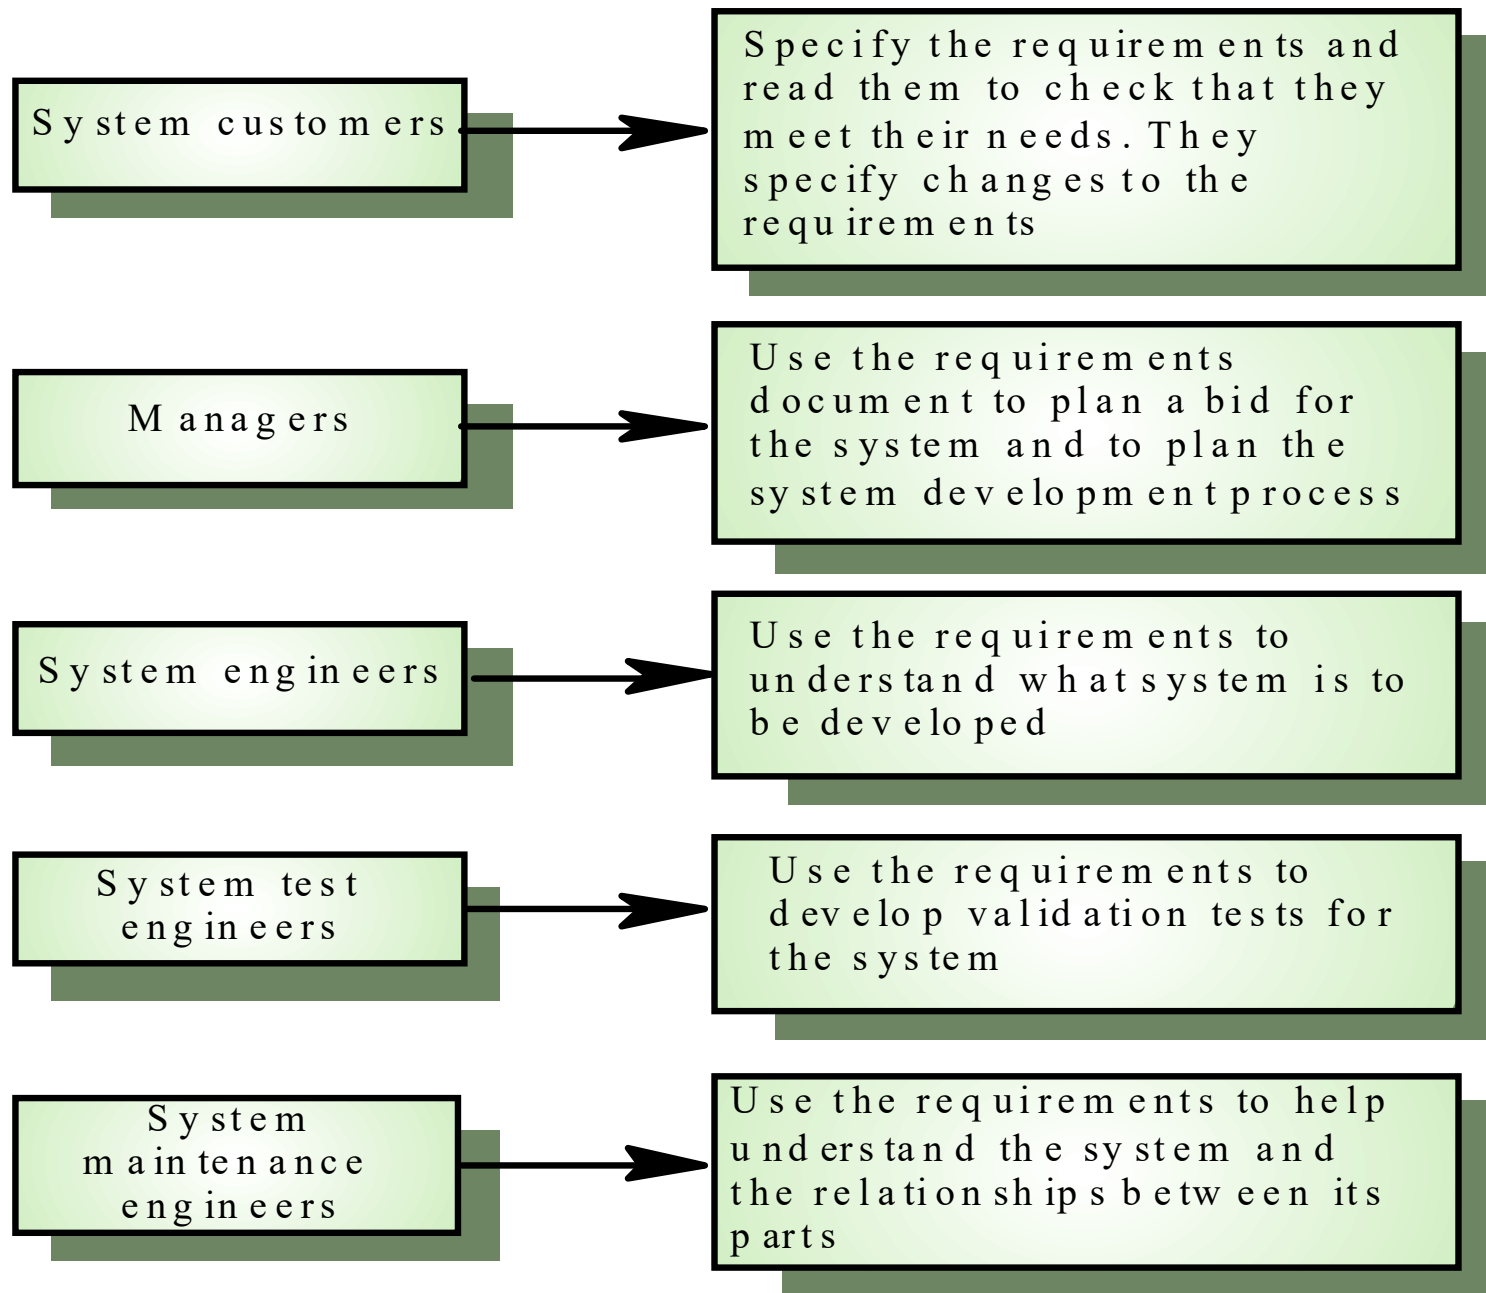 System customers
Specify the requirements and
read them to check that they
meet their needs. They
specify changes to the
requirements
Managers
Use the requirements
document to plan a bid for
the system and to plan the
system development process
System engineers
Use the requirements to
understand what system is to
be developed
System test
engineers
Use the requirements to
develop validation tests for
the system
System
maintenance
engineers
Use the requirements to help
understand the system and
the relationships between its
parts